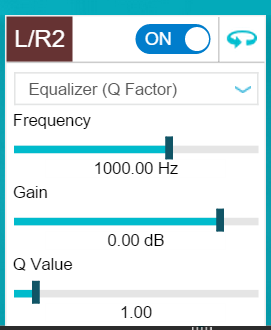 L/R2
ON
Equalizer (Q Factor)
Frequency
1000.00 Hz
Gain
0.00 dB
Q Value
1.00